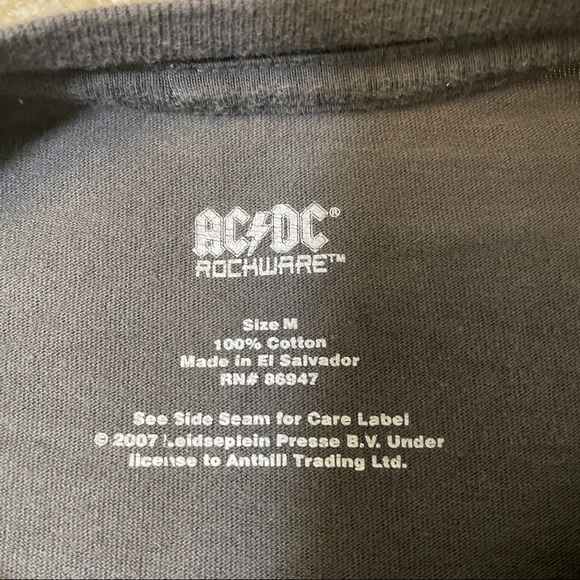 AC⚡DC®
ROCKWARE™
Size M
100% Cotton
Made in El Salvador
RN# 86947
See Side Seam for Care Label
© 2007 Leidseplein Presse B.V. Under
license to Anthill Trading Ltd.